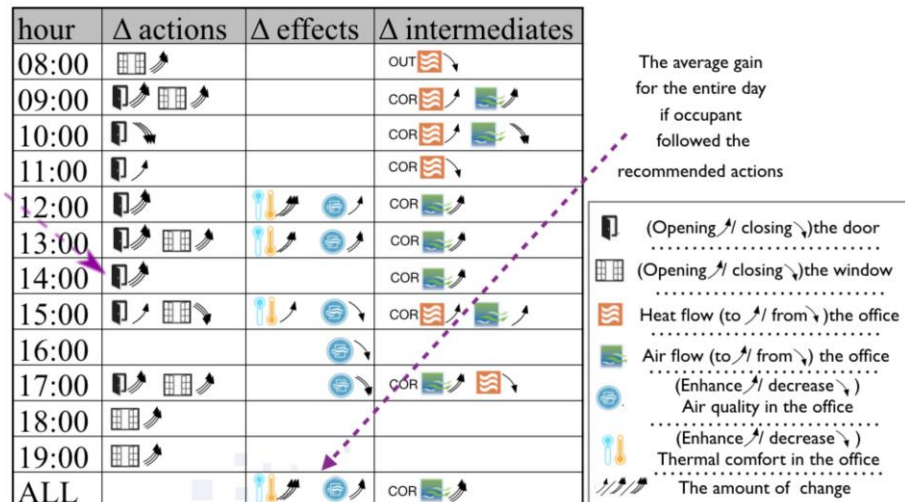 hour Δ actions Δ effects Δ intermediates
08:00 OUT
09:00 COR
10:00 COR
11:00 COR
12:00 COR
13:00 COR
14:00 COR
15:00 COR
16:00
17:00 COR
18:00
19:00
ALL COR
The average gain
for the entire day
if occupant
followed the
recommended actions
(Opening / closing )the door
(Opening / closing )the window
Heat flow (to / from )the office
Air flow (to / from ) the office
(Enhance / decrease )
Air quality in the office
(Enhance / decrease )
Thermal comfort in the office
The amount of change